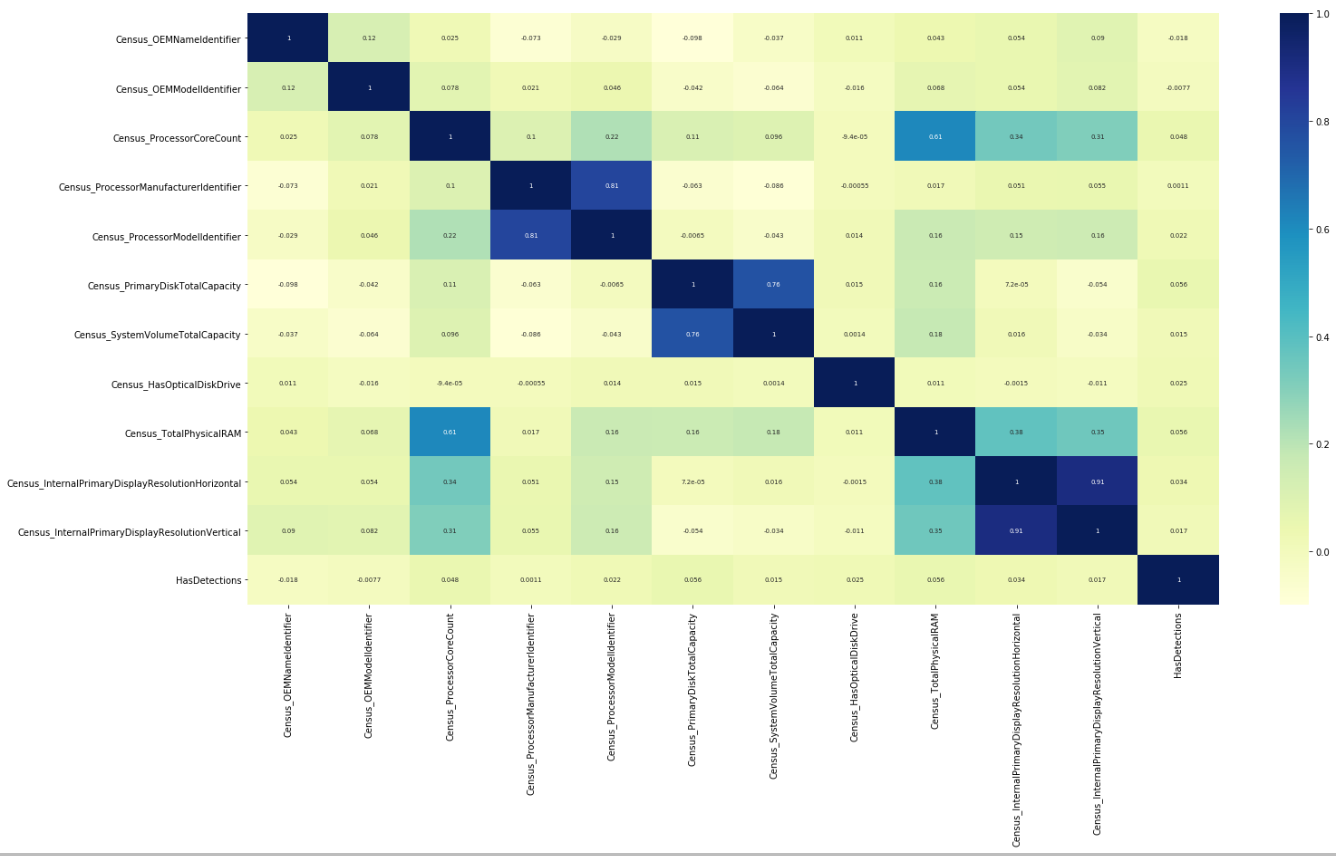 1.0
Census_OEMNameIdentifier 1 0.12 0.025 -0.073 -0.029 -0.098 -0.037 0.011 0.043 0.054 0.09 -0.018
Census_OEMModelIdentifier 0.12 1 0.078 0.021 0.046 -0.042 -0.064 -0.016 0.068 0.054 0.082 -0.0077
0.8
Census_ProcessorCoreCount 0.025 0.078 1 0.1 0.22 0.11 0.096 -9.4e-05 0.61 0.34 0.31 0.048
Census_ProcessorManufacturerIdentifier -0.073 0.021 0.1 1 0.81 -0.063 -0.086 -0.00055 0.017 0.051 0.055 0.0011
0.6
Census_ProcessorModelIdentifier -0.029 0.046 0.22 0.81 1 -0.0065 -0.043 0.014 0.16 0.15 0.16 0.022
Census_PrimaryDiskTotalCapacity -0.098 -0.042 0.11 -0.063 -0.0065 1 0.76 0.015 0.16 7.2e-05 -0.054 0.056
Census_SystemVolumeTotalCapacity -0.037 -0.064 0.096 -0.086 -0.043 0.76 1 0.0014 0.18 0.016 -0.034 0.015
0.4
Census_HasOpticalDiskDrive 0.011 -0.016 -9.4e-05 -0.00055 0.014 0.015 0.0014 1 0.011 -0.0015 -0.011 0.025
Census_TotalPhysicalRAM 0.043 0.068 0.61 0.017 0.16 0.16 0.18 0.011 1 0.38 0.35 0.056
0.2
Census_InternalPrimaryDisplayResolutionHorizontal 0.054 0.054 0.34 0.051 0.15 7.2e-05 0.016 -0.0015 0.38 1 0.91 0.034
Census_InternalPrimaryDisplayResolutionVertical 0.09 0.082 0.31 0.055 0.16 -0.054 -0.034 -0.011 0.35 0.91 1 0.017
0.0
HasDetections -0.018 -0.0077 0.048 0.0011 0.022 0.056 0.015 0.025 0.056 0.034 0.017 1
Census_OEMNameIdentifier
Census_OEMModelIdentifier
Census_ProcessorCoreCount
Census_ProcessorManufacturerIdentifier
Census_ProcessorModelIdentifier
Census_PrimaryDiskTotalCapacity
Census_SystemVolumeTotalCapacity
Census_HasOpticalDiskDrive
Census_TotalPhysicalRAM
Census_InternalPrimaryDisplayResolutionHorizontal
Census_InternalPrimaryDisplayResolutionVertical
HasDetections